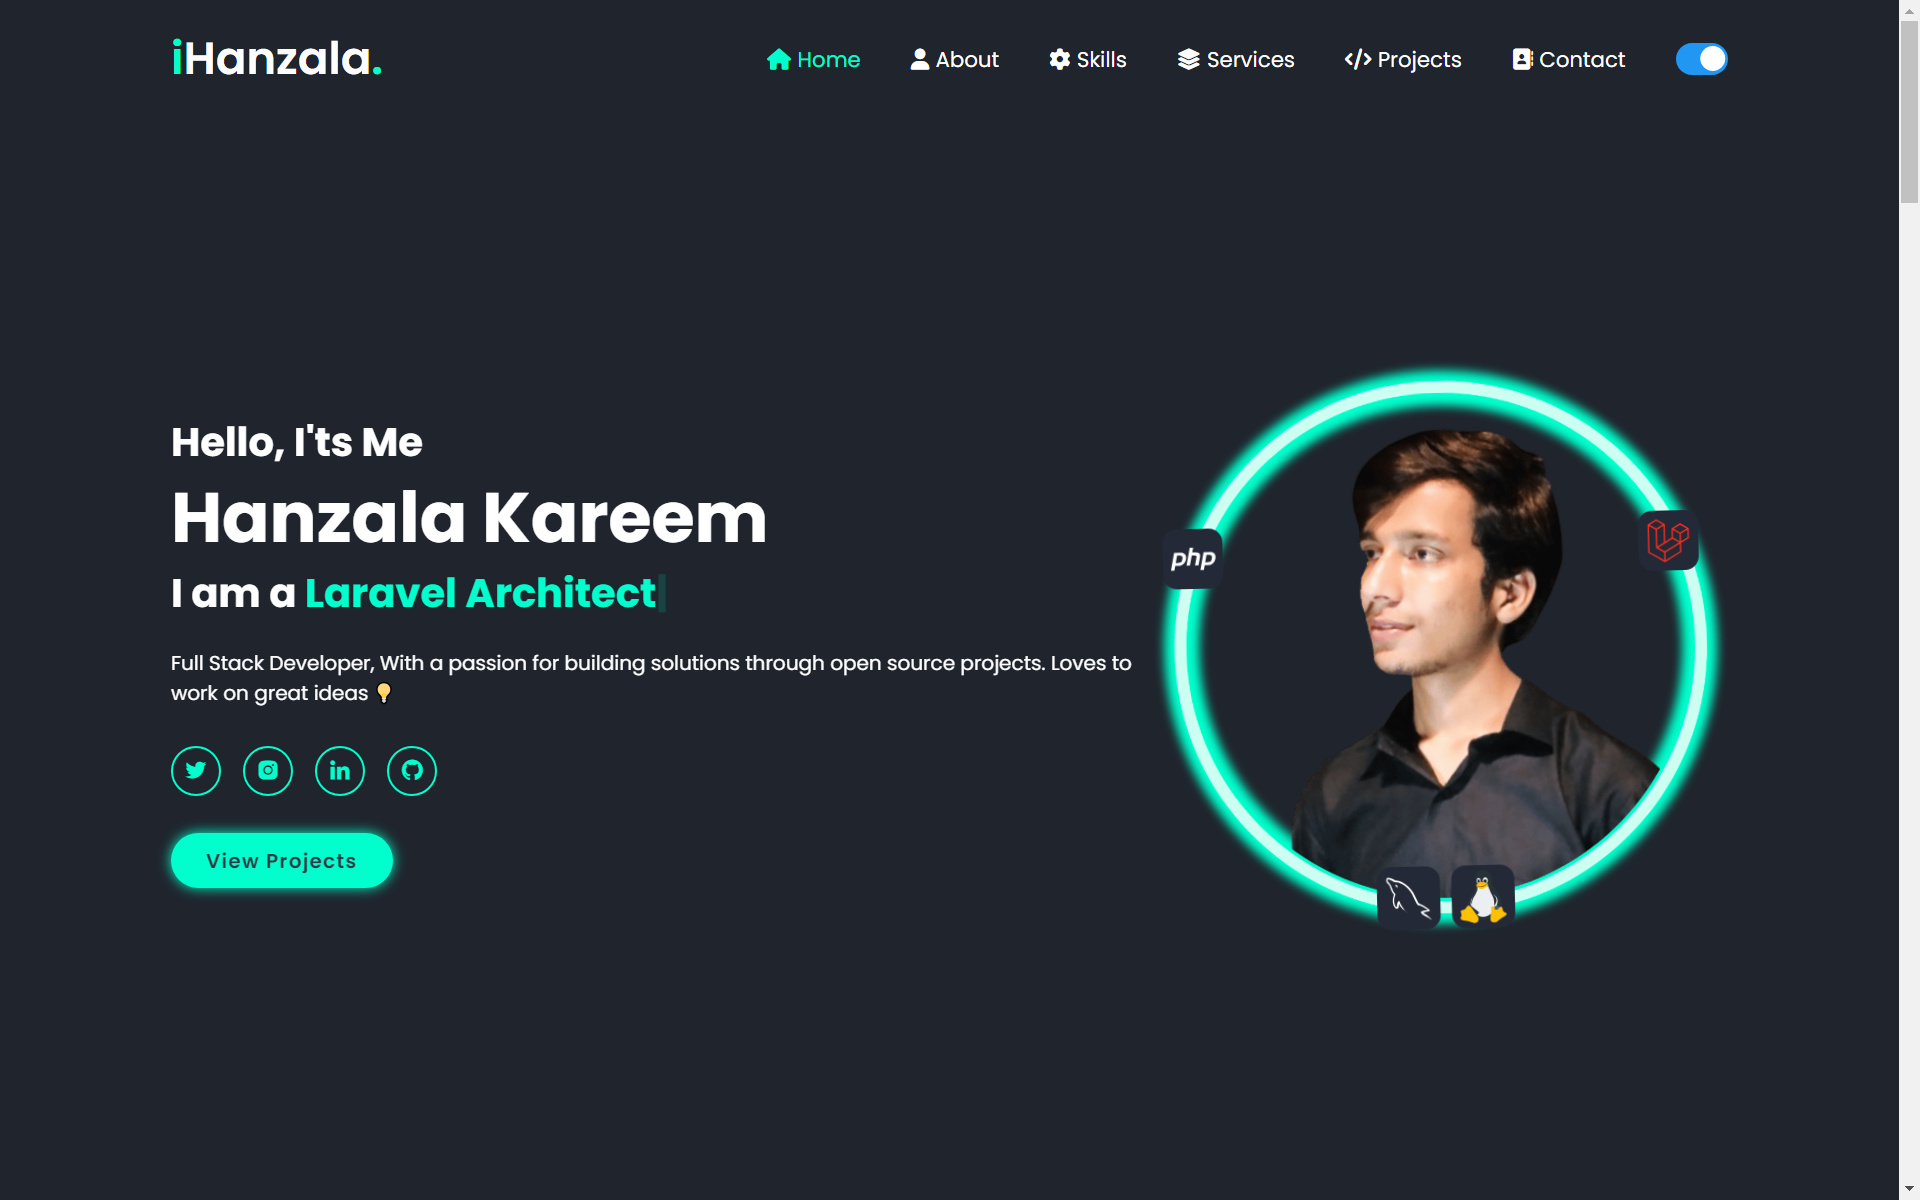 iHanzala.
Home About Skills Services Projects Contact
Hello, I'ts Me
Hanzala Kareem
I am a Laravel Architect
Full Stack Developer, With a passion for building solutions through open source projects. Loves to
work on great ideas 💡
View Projects
php